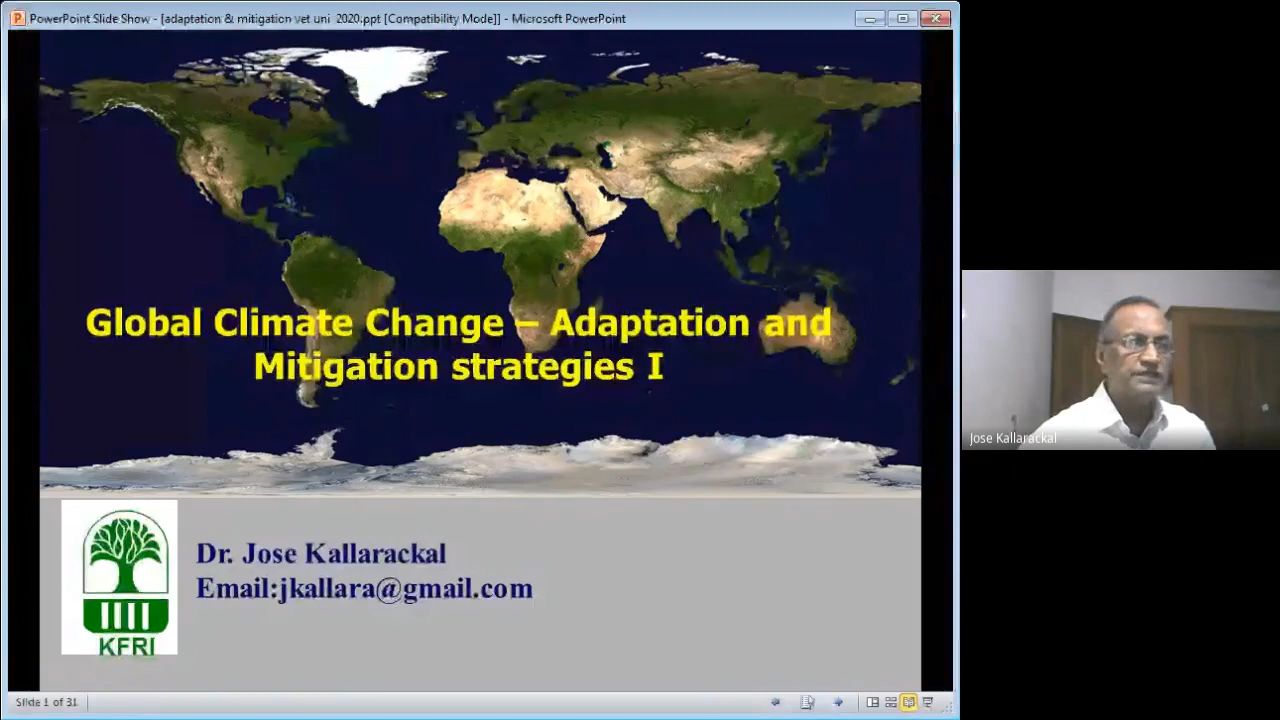 PowerPoint Slide Show - [adaptation & mitigation vet uni 2020.ppt [Compatibility Mode]] - Microsoft PowerPoint
Global Climate Change – Adaptation and
Mitigation strategies I
Dr. Jose Kallarackal
Email:jkallara@gmail.com
KFRI
Jose Kallarackal
Slide 1 of 31